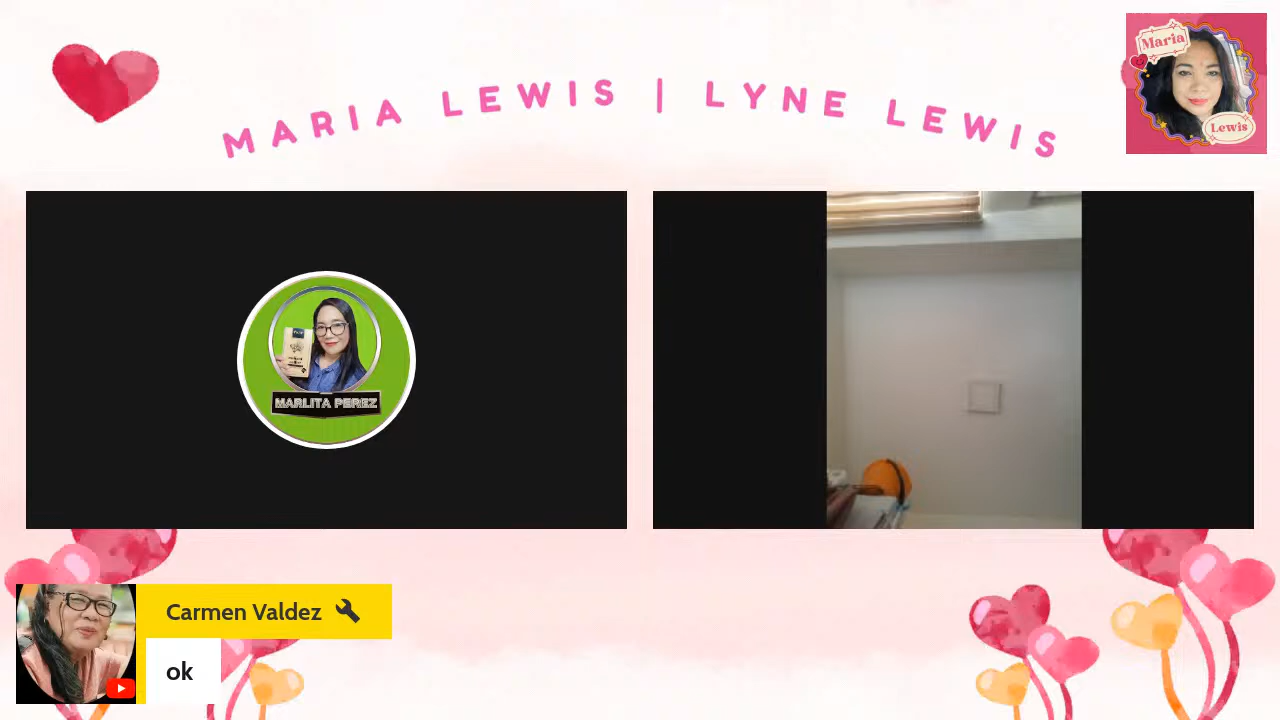 MARIA LEWIS | LYNE LEWIS
Maria
Lewis
MARLITA PEREZ
Carmen Valdez
ok